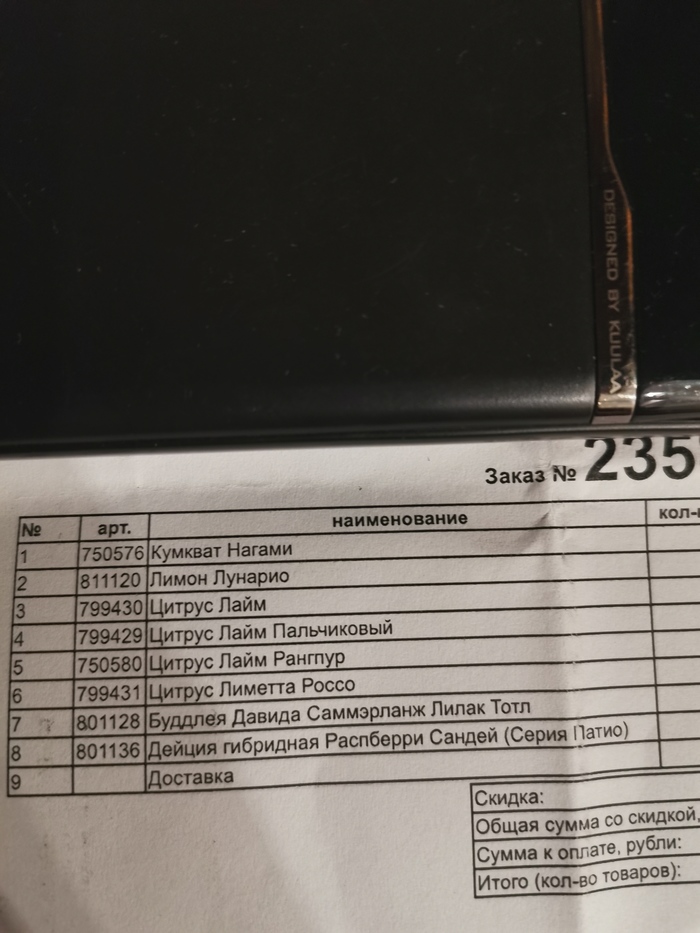 DESIGNED BY KUULAA
Заказ № 235
№ арт. наименование
1 750576 Кумкват Нагами
2 811120 Лимон Лунарио
3 799430 Цитрус Лайм
4 799429 Цитрус Лайм Пальчиковый
5 750580 Цитрус Лайм Рангпур
6 799431 Цитрус Лиметта Россо
7 801128 Буддлея Давида Саммэрланж Лилак Тотл
8 801136 Дейция гибридная Распберри Сандей (Серия Патио)
9 Доставка
Скидка:
Общая сумма со скидкой,
Сумма к оплате, рубли:
Итого (кол-во товаров):